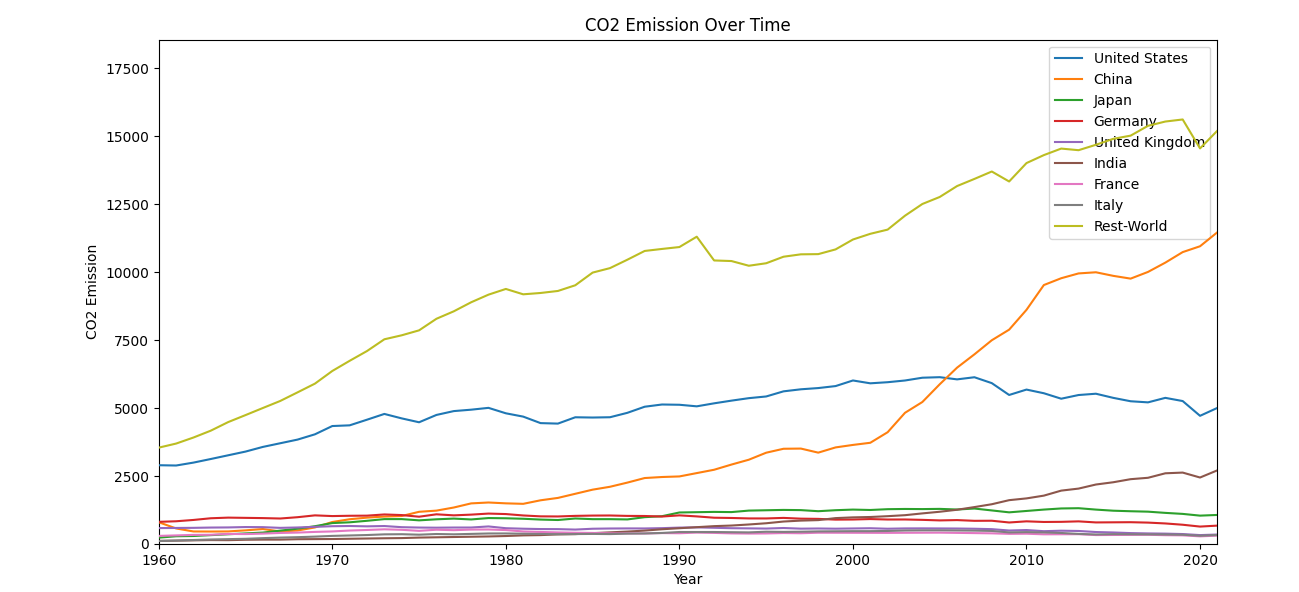 CO2 Emission Over Time
CO2 Emission
17500
15000
12500
10000
7500
5000
2500
0
United States
China
Japan
Germany
United Kingdom
India
France
Italy
Rest-World
1960
1970
1980
1990
2000
2010
2020
Year